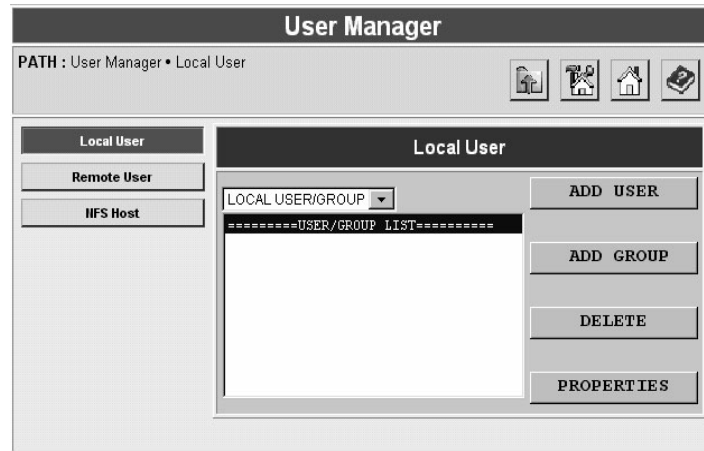 User Manager
PATH : User Manager • Local User
Local User
Remote User
NFS Host
Local User
LOCAL USER/GROUP
=========USER/GROUP LIST==========
ADD USER
ADD GROUP
DELETE
PROPERTIES